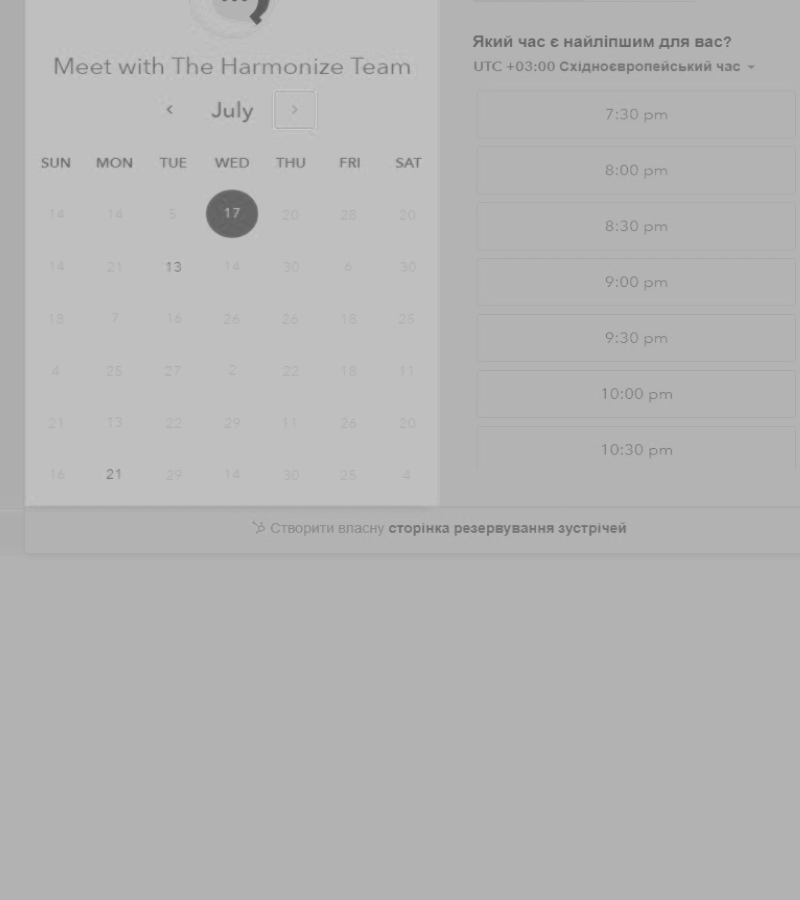 Meet with The Harmonize Team
July
SUN MON TUE WED THU FRI SAT
14 14 5 17 20 28 20
14 21 13 14 30 6 30
18 7 16 26 26 18 25
4 25 27 2 22 18 11
21 13 22 29 11 26 20
16 21 29 14 30 25 4
Який час є найліпшим для вас?
UTC +03:00 Східноєвропейський час
7:30 pm
8:00 pm
8:30 pm
9:00 pm
9:30 pm
10:00 pm
10:30 pm
Створити власну сторінка резервування зустрічей